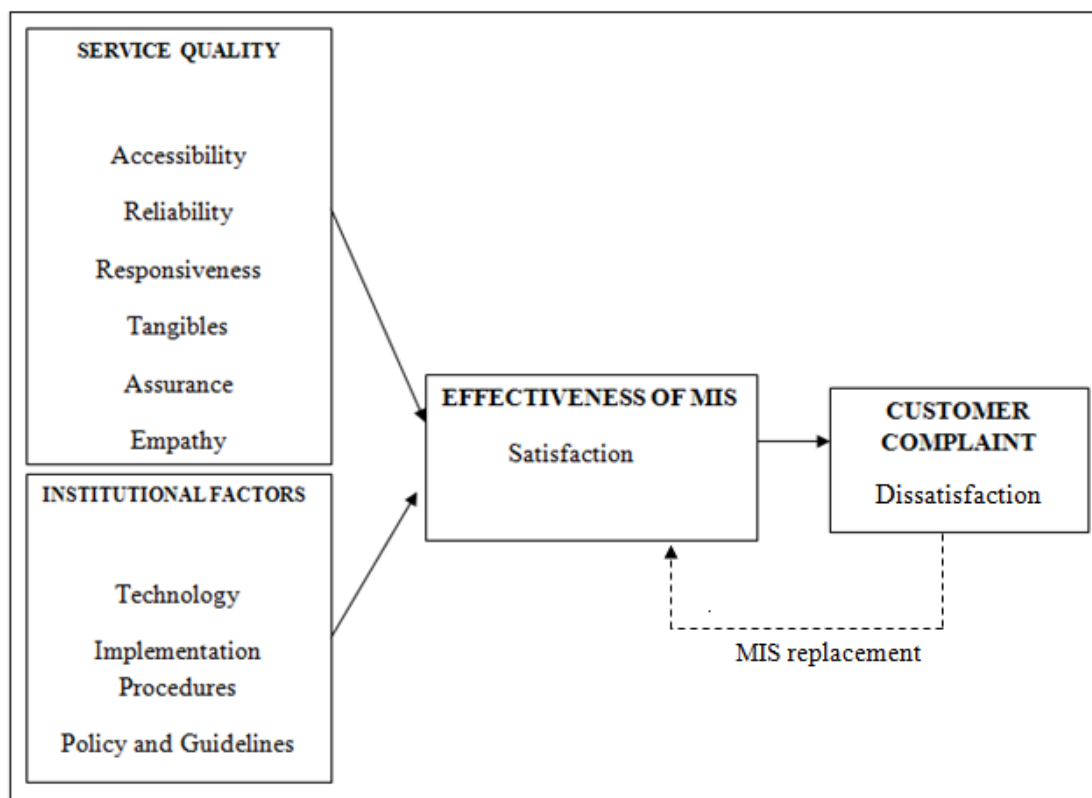 SERVICE QUALITY
Accessibility
Reliability
Responsiveness
Tangibles
Assurance
Empathy
INSTITUTIONAL FACTORS
Technology
Implementation
Procedures
Policy and Guidelines
EFFECTIVENESS OF MIS
Satisfaction
CUSTOMER
COMPLAINT
Dissatisfaction
MIS replacement